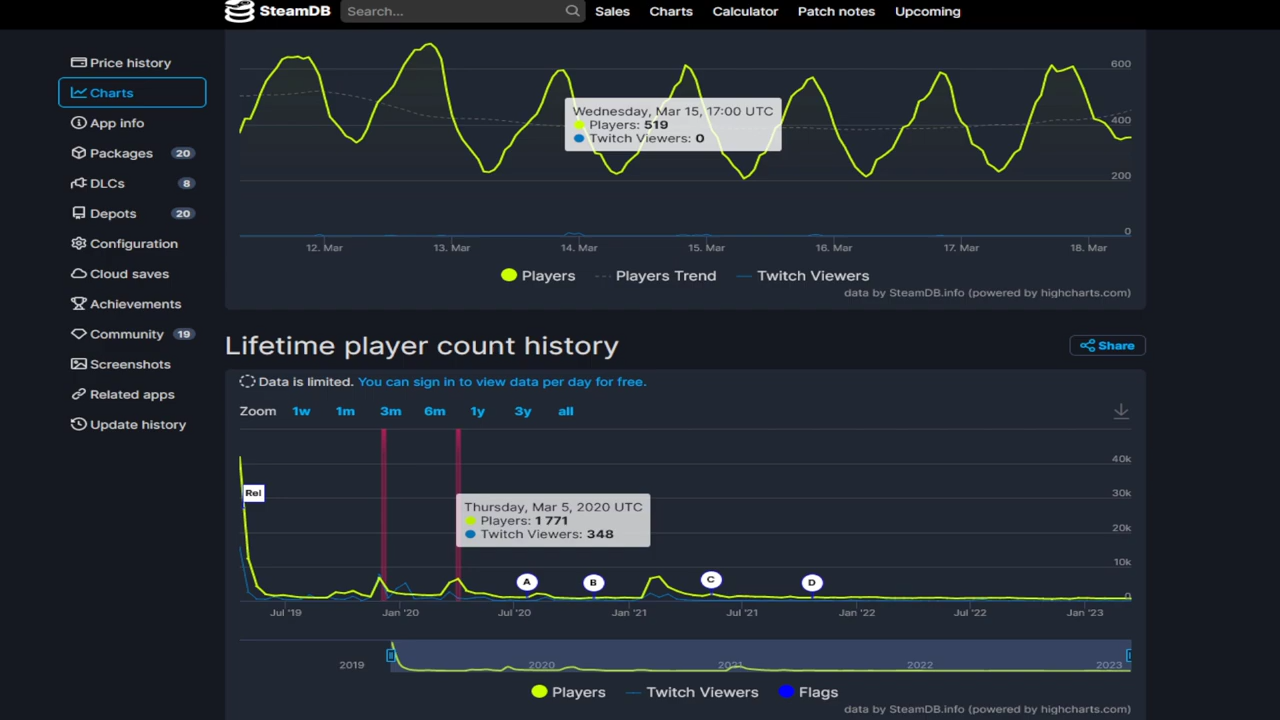 SteamDB
Search...
Sales
Charts
Calculator
Patch notes
Upcoming
Price history
Charts
App info
Packages 20
DLCs 8
Depots 20
Configuration
Cloud saves
Achievements
Community 19
Screenshots
Related apps
Update history
600
400
200
0
Wednesday, Mar 15, 17:00 UTC
Players: 519
Twitch Viewers: 0
12. Mar
13. Mar
14. Mar
15. Mar
16. Mar
17. Mar
18. Mar
Players
Players Trend
Twitch Viewers
data by SteamDB.info (powered by highcharts.com)
Lifetime player count history
Share
Data is limited. You can sign in to view data per day for free.
Zoom 1w 1m 3m 6m 1y 3y all
40k
30k
20k
10k
0
Rel
Thursday, Mar 5, 2020 UTC
Players: 1 771
Twitch Viewers: 348
A
B
C
D
Jul '19
Jan '20
Jul '20
Jan '21
Jul '21
Jan '22
Jul '22
Jan '23
2019
2020
2021
2022
2023
Players
Twitch Viewers
Flags
data by SteamDB.info (powered by highcharts.com)